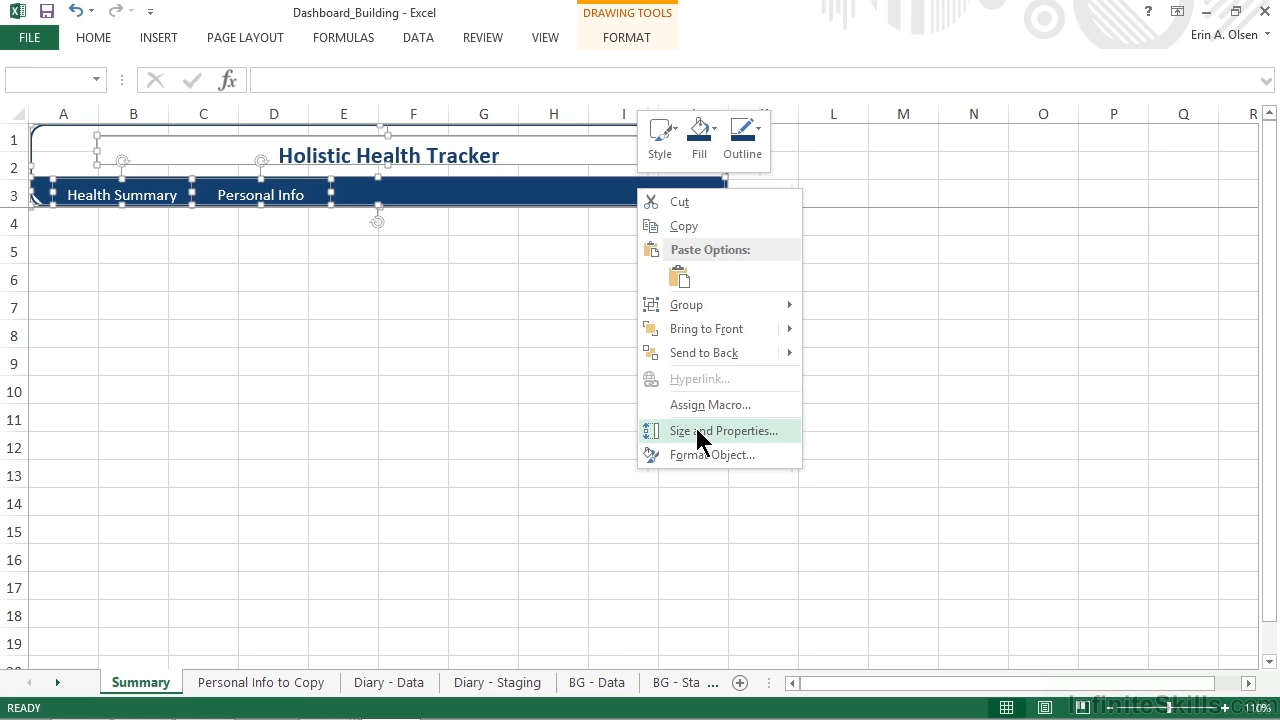 Dashboard_Building - Excel
DRAWING TOOLS
?
FILE
HOME
INSERT
PAGE LAYOUT
FORMULAS
DATA
REVIEW
VIEW
FORMAT
Erin A. Olsen
fx
A B C D E F G H I L M N O P Q R
1
2
3
4
5
6
7
8
9
10
11
12
13
14
15
16
17
18
19
Holistic Health Tracker
Health Summary
Personal Info
Style
Fill
Outline
Cut
Copy
Paste Options:
Group
Bring to Front
Send to Back
Hyperlink...
Assign Macro...
Size and Properties...
Format Object...
Summary
Personal Info to Copy
Diary - Data
Diary - Staging
BG - Data
BG - Sta ...
READY
InfiniteSkills.com
110%